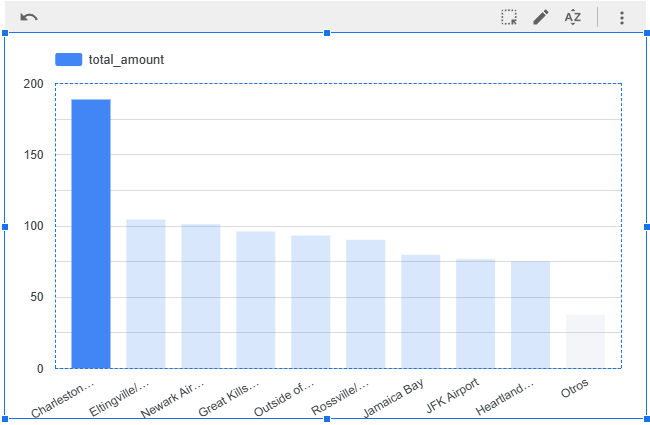 AZ
total_amount
200
150
100
50
0
Charleston...
Eltingville/...
Newark Air...
Great Kills...
Outside of...
Rossville/...
Jamaica Bay
JFK Airport
Heartland...
Otros